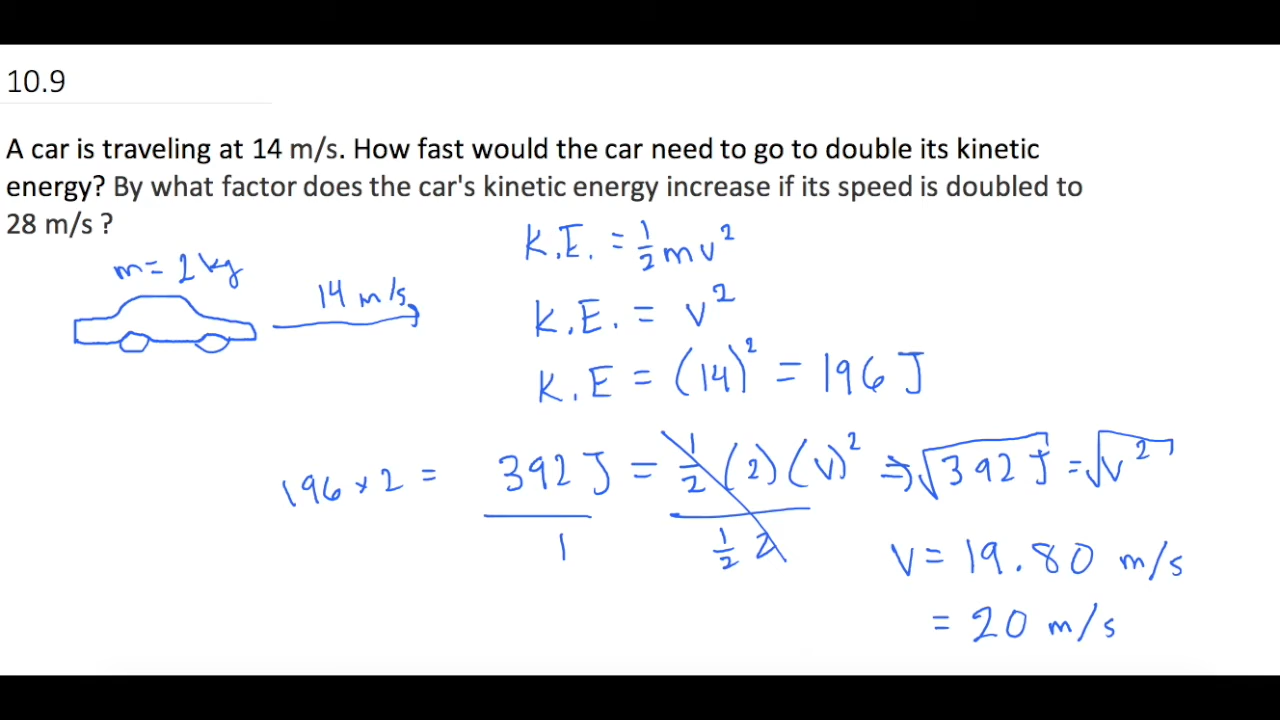 10.9
A car is traveling at 14 m/s. How fast would the car need to go to double its kinetic
energy? By what factor does the car's kinetic energy increase if its speed is doubled to
28 m/s ?
K.E. = 1/2 mv²
m = 2 kg
14 m/s
K.E. = v²
K.E = (14)² = 196 J
196 × 2 = 392 J / 1 = 1/2 (2)(v)² / 1/2 2 ⇒ √392 J = √v²
v = 19.80 m/s
= 20 m/s